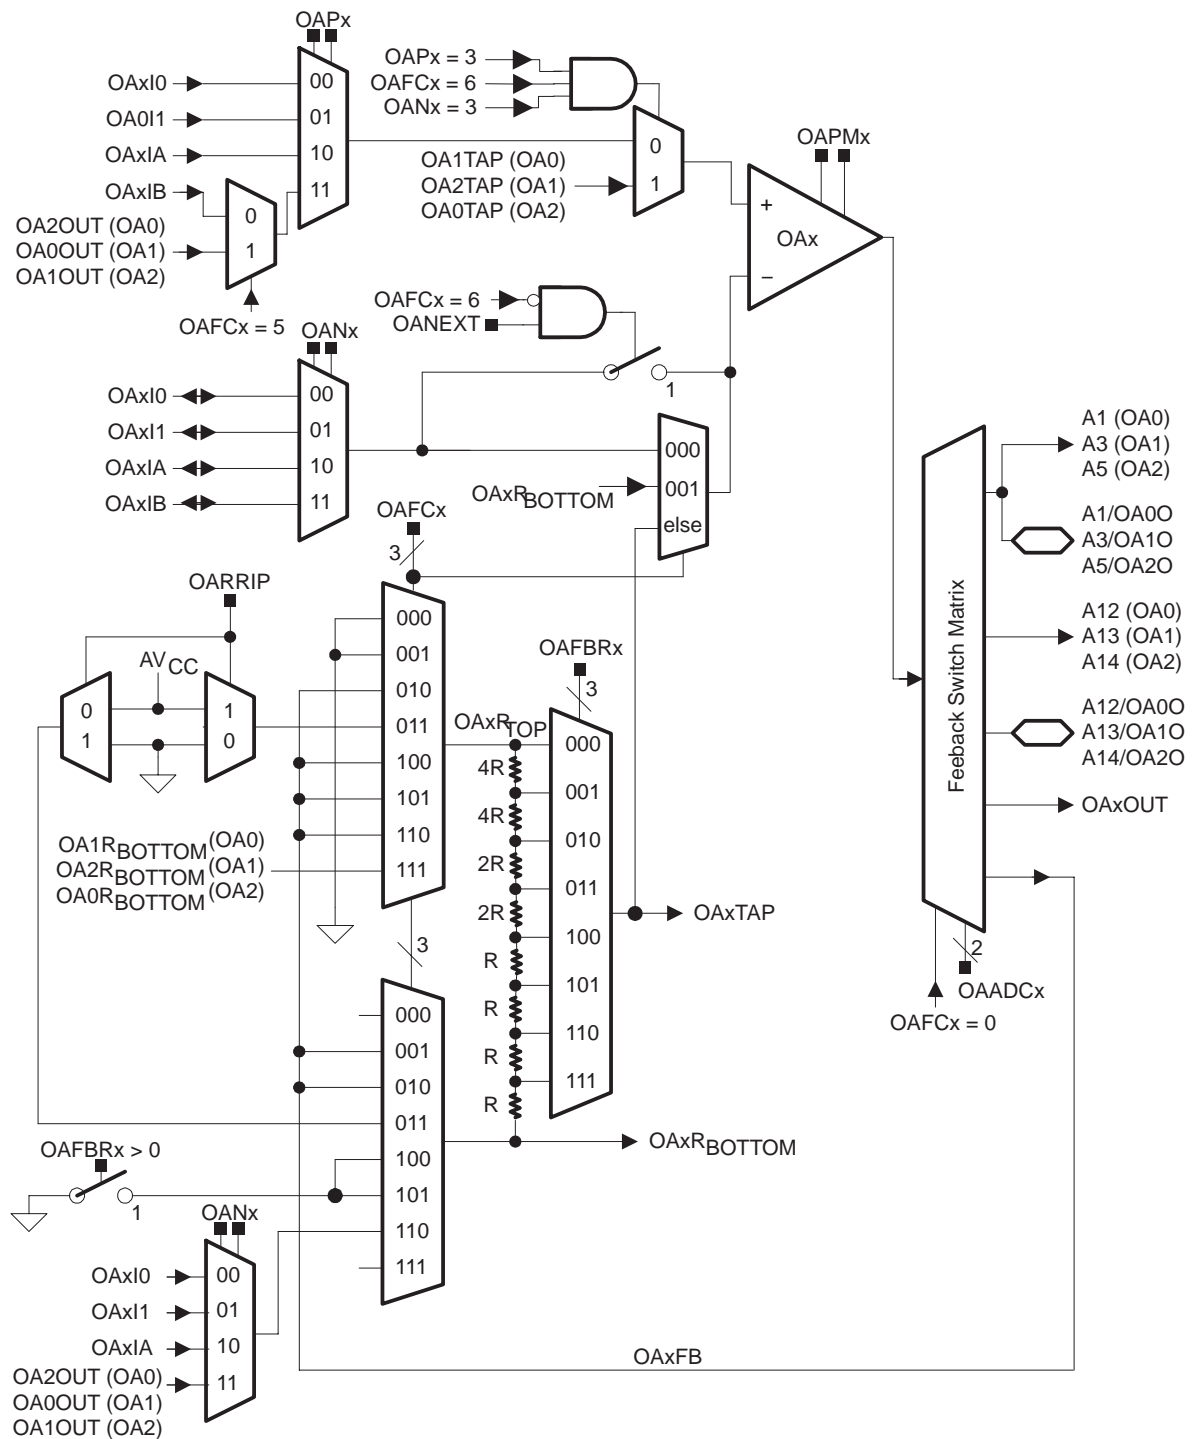 OAPx
OAxI0
OA0I1
OAxIA
OAxIB
OA2OUT (OA0)
OA0OUT (OA1)
OA1OUT (OA2)
00
01
10
11
0
1
OAFCx = 5
OAPx = 3
OAFCx = 6
OANx = 3
OA1TAP (OA0)
OA2TAP (OA1)
OA0TAP (OA2)
0
1
OAPMx
+
OAx
−
OAFCx = 6
OANEXT
1
OANx
OAxI0
OAxI1
OAxIA
OAxIB
00
01
10
11
OAxRBOTTOM
000
001
else
OAFCx
3
OARRIP
AVCC
0
1
1
0
000
001
010
011
100
101
110
111
OA1RBOTTOM (OA0)
OA2RBOTTOM (OA1)
OA0RBOTTOM (OA2)
3
OAxRTOP
4R
4R
2R
2R
R
R
R
R
OAFBRx
3
000
001
010
011
100
101
110
111
OAxTAP
OAxRBOTTOM
000
001
010
011
100
101
110
111
OAFBRx > 0
1
OANx
OAxI0
OAxI1
OAxIA
OA2OUT (OA0)
OA0OUT (OA1)
OA1OUT (OA2)
00
01
10
11
OAxFB
Feeback Switch Matrix
A1 (OA0)
A3 (OA1)
A5 (OA2)
A1/OA0O
A3/OA1O
A5/OA2O
A12 (OA0)
A13 (OA1)
A14 (OA2)
A12/OA0O
A13/OA1O
A14/OA2O
OAxOUT
2
OAADCx
OAFCx = 0